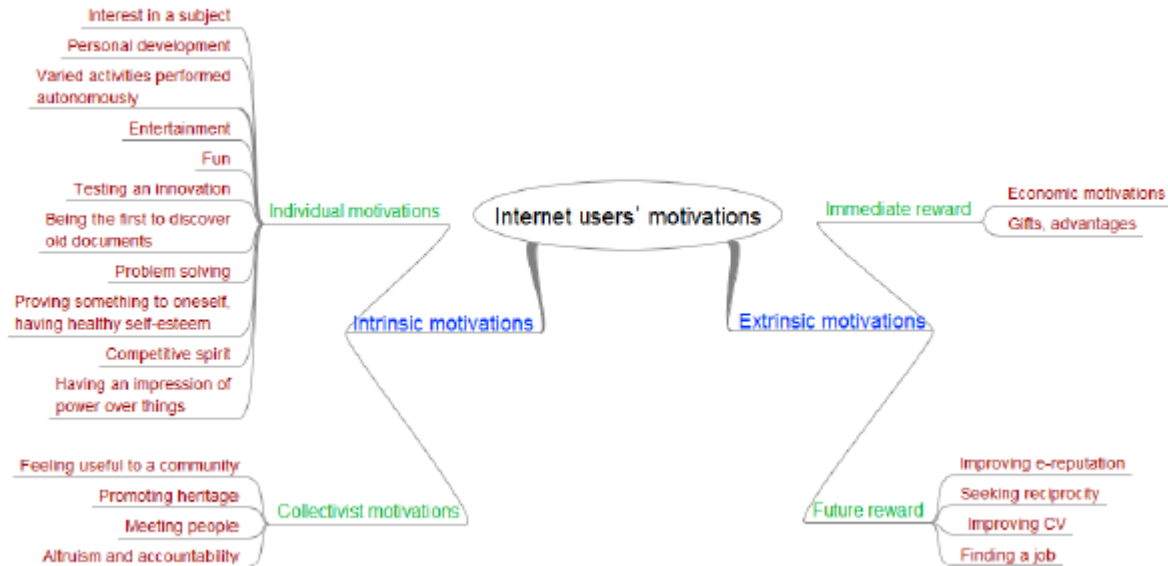 Internet users' motivations
Intrinsic motivations
Individual motivations
Interest in a subject
Personal development
Varied activities performed
autonomously
Entertainment
Fun
Testing an innovation
Being the first to discover
old documents
Problem solving
Proving something to oneself,
having healthy self-esteem
Competitive spirit
Having an impression of
power over things
Collectivist motivations
Feeling useful to a community
Promoting heritage
Meeting people
Altruism and accountability
Extrinsic motivations
Immediate reward
Economic motivations
Gifts, advantages
Future reward
Improving e-reputation
Seeking reciprocity
Improving CV
Finding a job